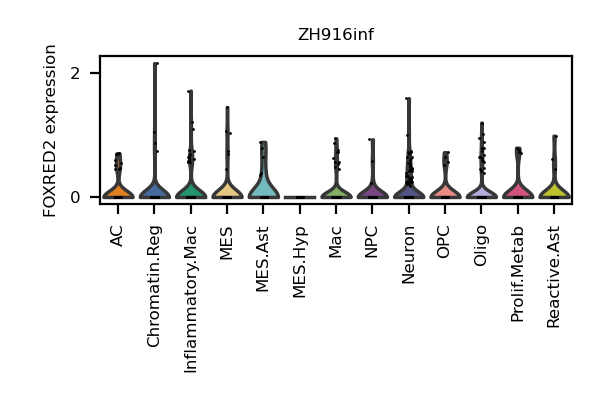 ZH916inf
FOXRED2 expression
2
0
AC
Chromatin.Reg
Inflammatory.Mac
MES
MES.Ast
MES.Hyp
Mac
NPC
Neuron
OPC
Oligo
Prolif.Metab
Reactive.Ast